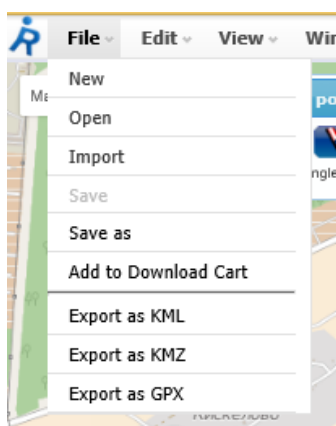 File Edit View
New
Open
Import
Save
Save as
Add to Download Cart
Export as KML
Export as KMZ
Export as GPX